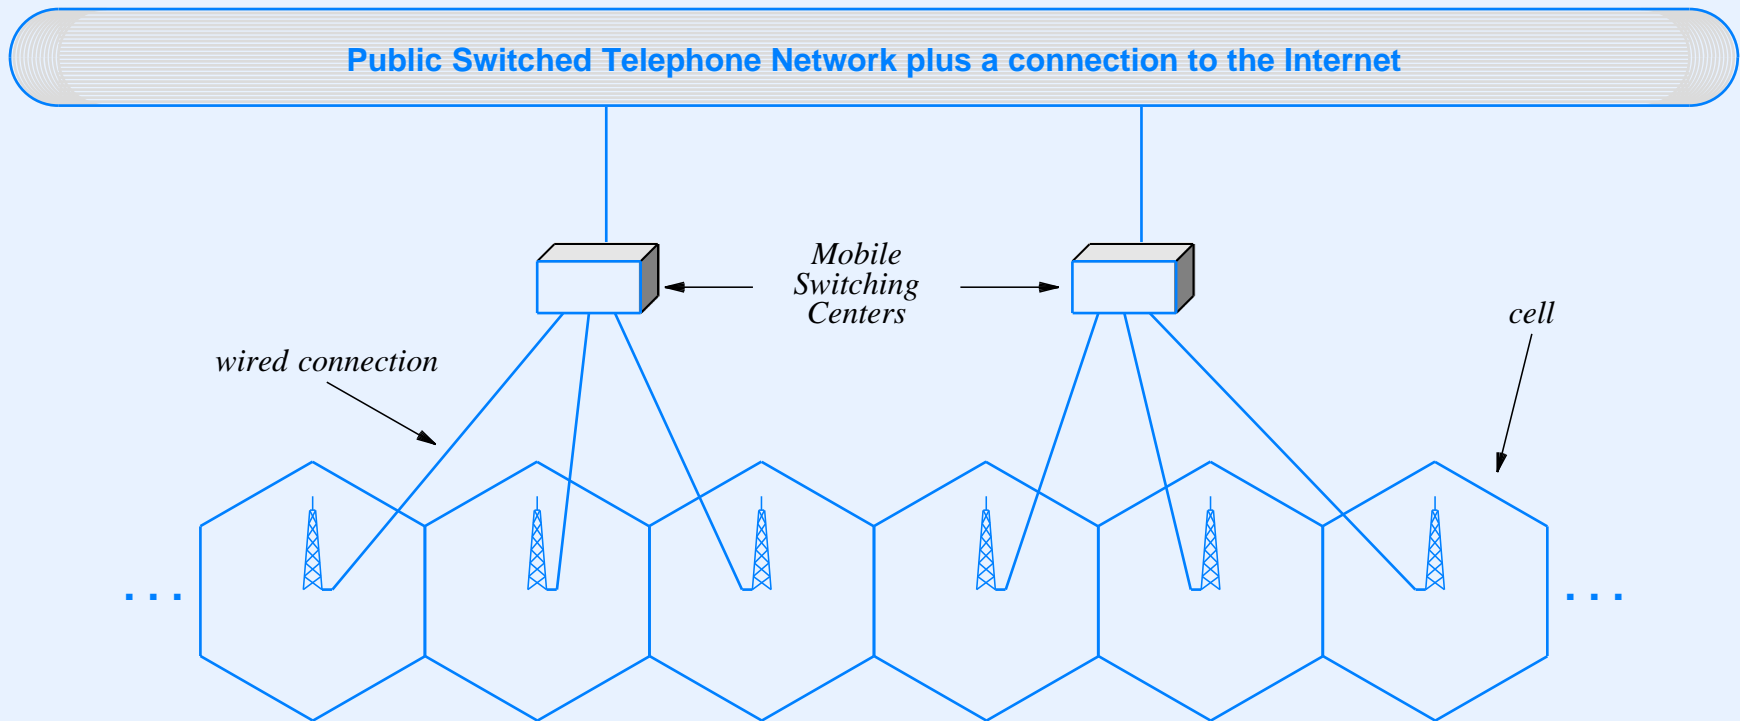 Public Switched Telephone Network plus a connection to the Internet
Mobile
Switching
Centers
cell
wired connection
. . .
. . .